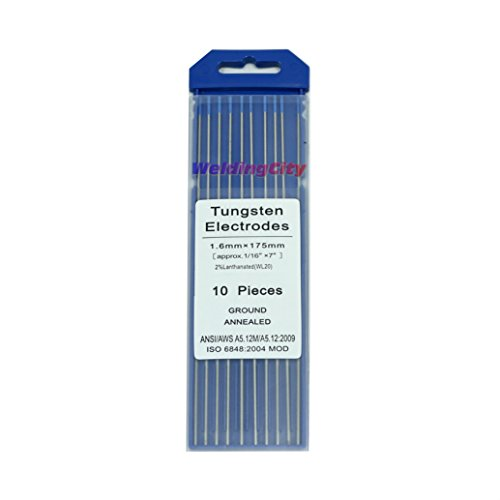 WeldingCity
Tungsten
Electrodes
1.6mm×175mm
[ approx.1/16" ×7" ]
2%Lanthanated(WL20)
10 Pieces
GROUND
ANNEALED
ANSI/AWS A5.12M/A5.12:2009
ISO 6848:2004 MOD